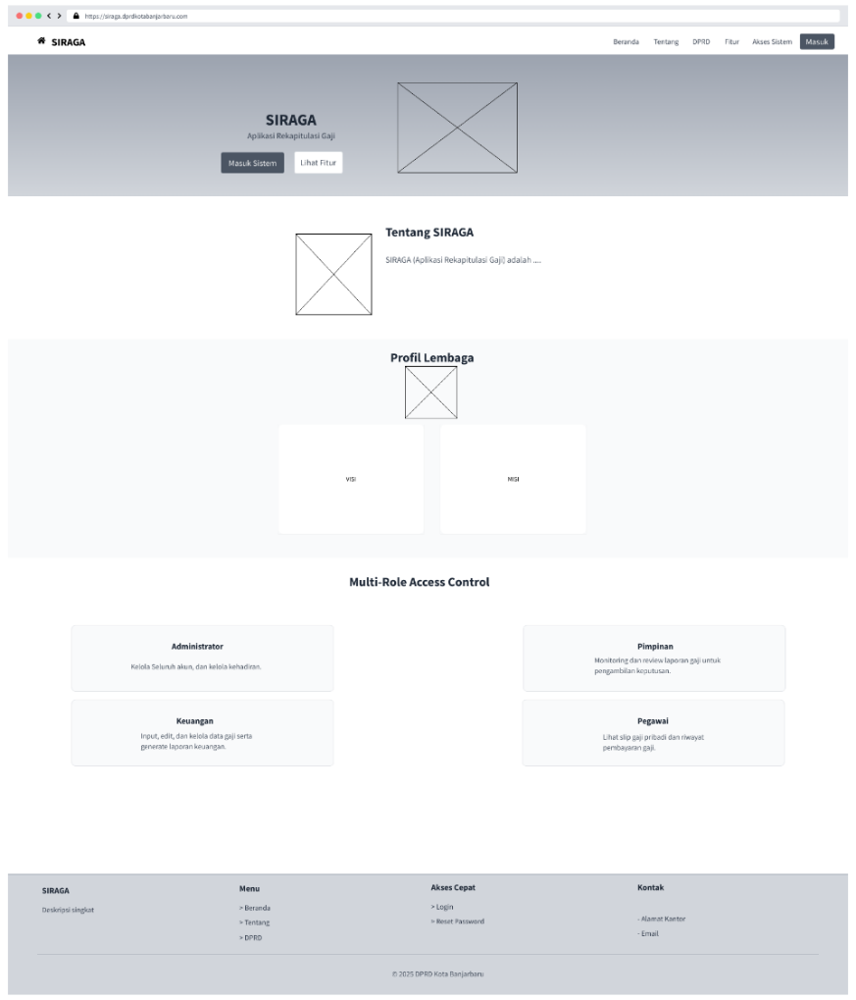 https://siraga.dprdkotabanjarbaru.com
SIRAGA
Beranda Tentang DPRD Fitur Akses Sistem Masuk
SIRAGA
Aplikasi Rekapitulasi Gaji
Masuk Sistem Lihat Fitur
Tentang SIRAGA
SIRAGA (Aplikasi Rekapitulasi Gaji) adalah ....
Profil Lembaga
VISI
MISI
Multi-Role Access Control
Administrator
Kelola Seluruh akun, dan kelola kehadiran.
Pimpinan
Monitoring dan review laporan gaji untuk
pengambilan keputusan.
Keuangan
Input, edit, dan kelola data gaji serta
generate laporan keuangan.
Pegawai
Lihat slip gaji pribadi dan riwayat
pembayaran gaji.
SIRAGA
Deskripsi singkat
Menu
> Beranda
> Tentang
> DPRD
Akses Cepat
> Login
> Reset Password
Kontak
- Alamat Kantor
- Email
© 2025 DPRD Kota Banjarbaru